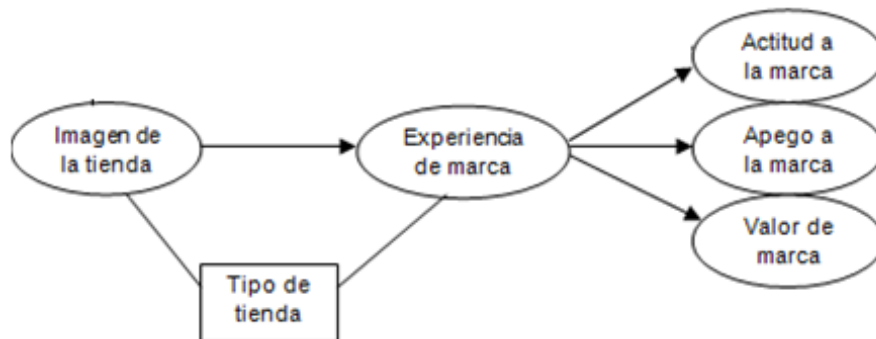 Imagen de
la tienda
Experiencia
de marca
Actitud a
la marca
Apego a
la marca
Valor de
marca
Tipo de
tienda